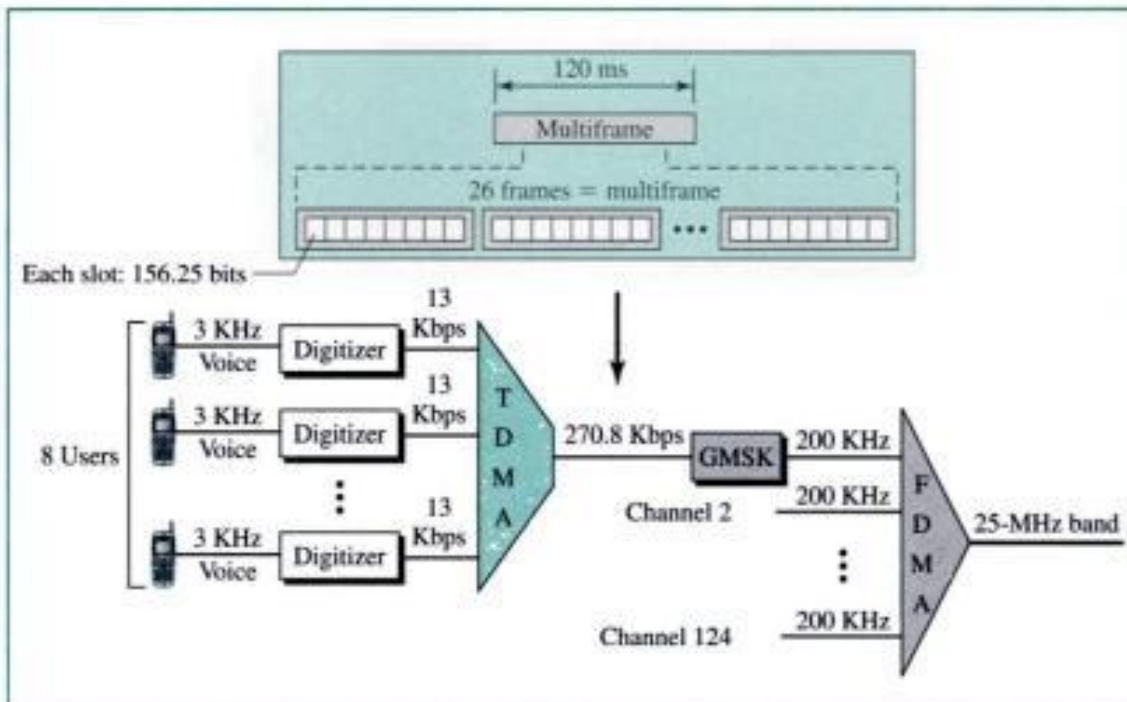 120 ms
Multiframe
26 frames = multiframe
Each slot: 156.25 bits
8 Users
3 KHz
Voice
Digitizer
13
Kbps
3 KHz
Voice
Digitizer
13
Kbps
3 KHz
Voice
Digitizer
13
Kbps
T
D
M
A
270.8 Kbps
GMSK
200 KHz
Channel 2
200 KHz
Channel 124
200 KHz
F
D
M
A
25-MHz band